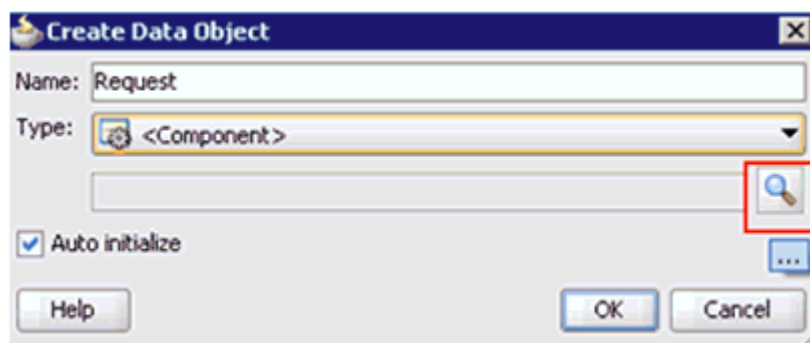 Create Data Object
Name: Request
Type: <Component>
Auto initialize
...
Help OK Cancel